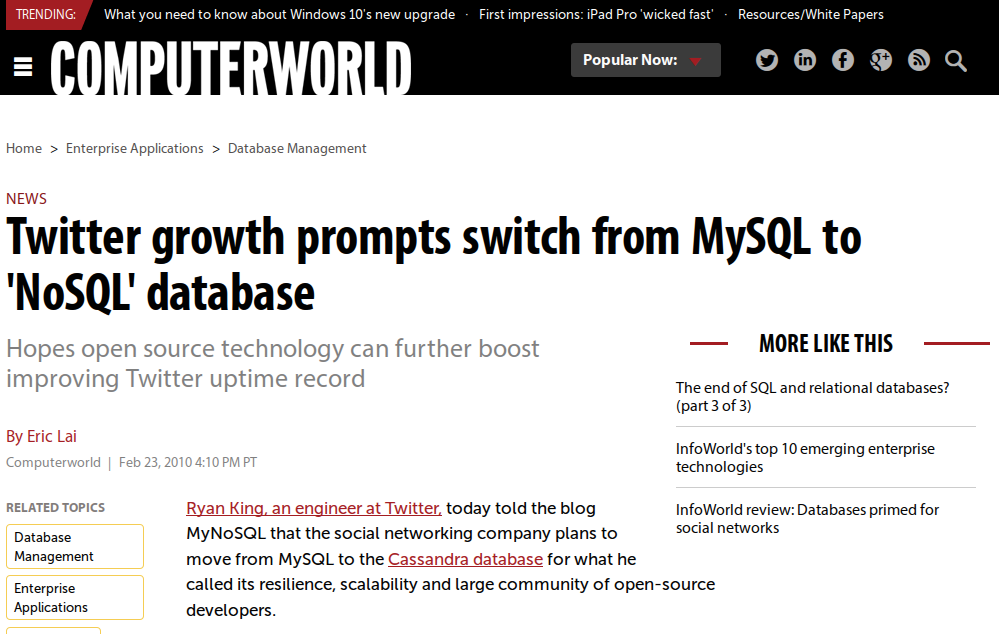 TRENDING: What you need to know about Windows 10's new upgrade · First impressions: iPad Pro 'wicked fast' · Resources/White Papers
COMPUTERWORLD
Popular Now:
Home > Enterprise Applications > Database Management
NEWS
Twitter growth prompts switch from MySQL to
'NoSQL' database
Hopes open source technology can further boost
improving Twitter uptime record
By Eric Lai
Computerworld | Feb 23, 2010 4:10 PM PT
RELATED TOPICS
Database
Management
Enterprise
Applications
Ryan King, an engineer at Twitter, today told the blog
MyNoSQL that the social networking company plans to
move from MySQL to the Cassandra database for what he
called its resilience, scalability and large community of open-source
developers.
MORE LIKE THIS
The end of SQL and relational databases?
(part 3 of 3)
InfoWorld's top 10 emerging enterprise
technologies
InfoWorld review: Databases primed for
social networks